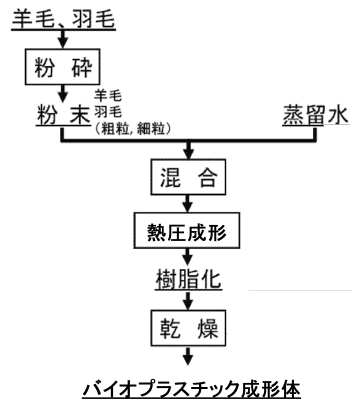 羊毛、羽毛
粉砕
粉末
羊毛
羽毛
（粗粒，細粒）
蒸留水
混合
熱圧成形
樹脂化
乾燥
バイオプラスチック成形体